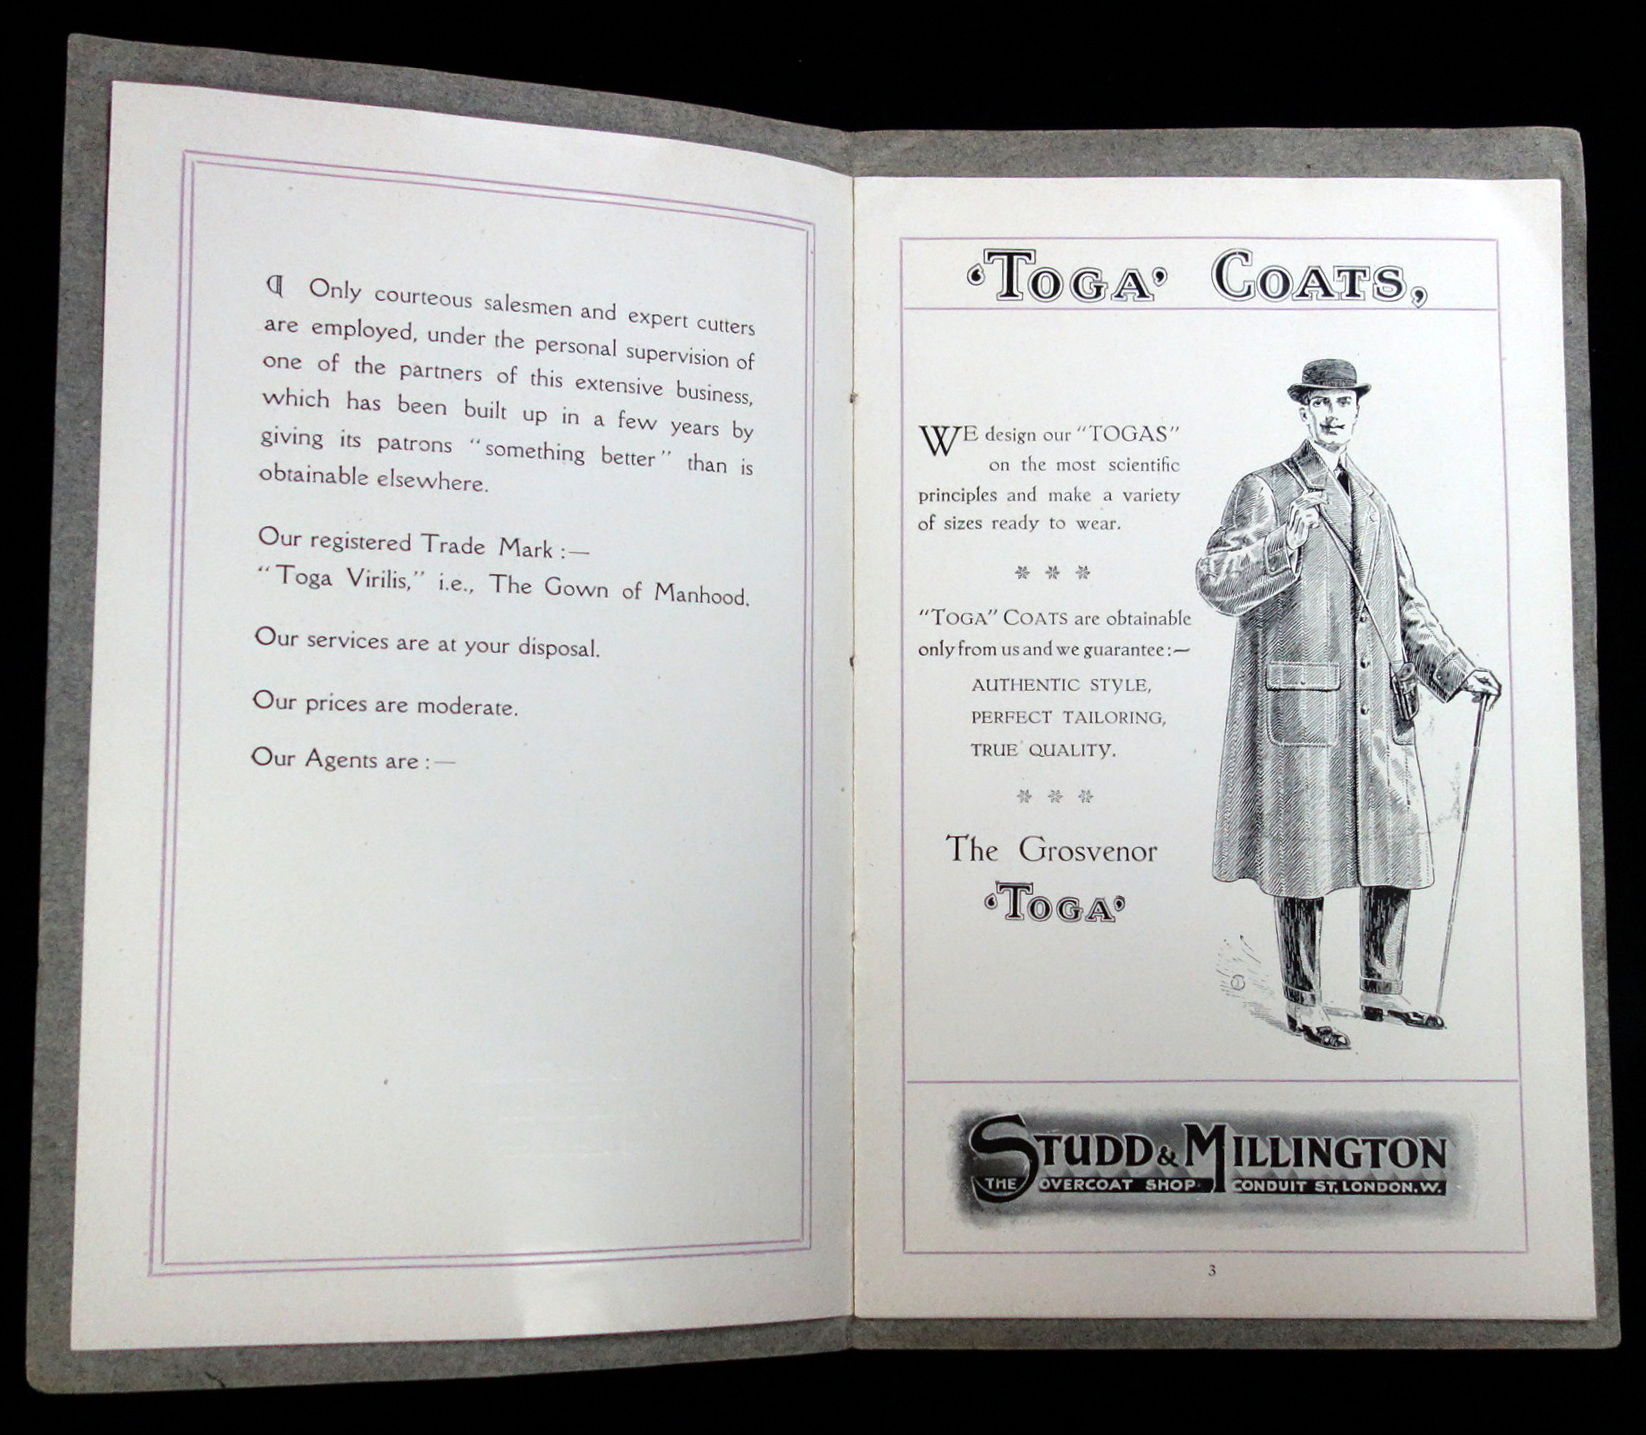 ¶ Only courteous salesmen and expert cutters
are employed, under the personal supervision of
one of the partners of this extensive business,
which has been built up in a few years by
giving its patrons "something better" than is
obtainable elsewhere.
Our registered Trade Mark :—
"Toga Virilis," i.e., The Gown of Manhood.
Our services are at your disposal.
Our prices are moderate.
Our Agents are :—
'TOGA' COATS,
WE design our "TOGAS"
on the most scientific
principles and make a variety
of sizes ready to wear.
"TOGA" COATS are obtainable
only from us and we guarantee :—
AUTHENTIC STYLE,
PERFECT TAILORING,
TRUE QUALITY.
The Grosvenor
'TOGA'
STUDD & MILLINGTON
THE OVERCOAT SHOP CONDUIT ST, LONDON. W.
3